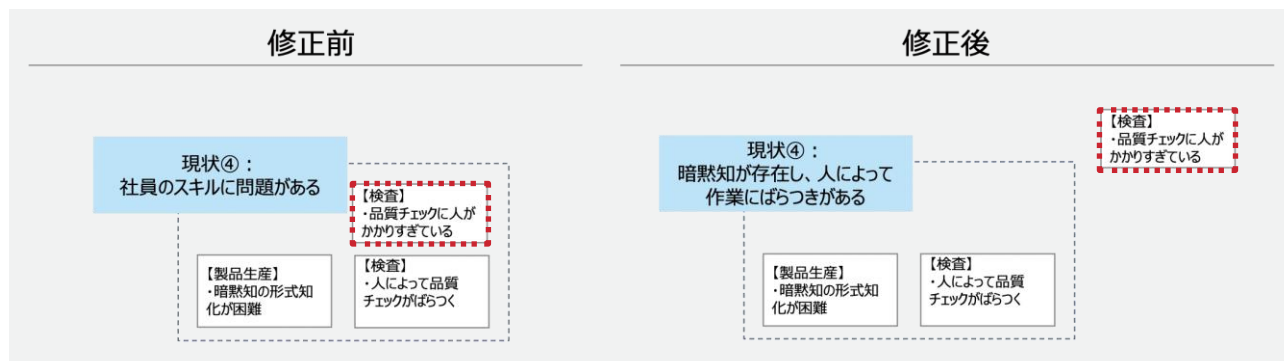 修正前
現状④：
社員のスキルに問題がある
【検査】
・品質チェックに人が
かかりすぎている
【製品生産】
・暗黙知の形式知
化が困難
【検査】
・人によって品質
チェックがばらつく
修正後
【検査】
・品質チェックに人が
かかりすぎている
現状④：
暗黙知が存在し、人によって
作業にばらつきがある
【製品生産】
・暗黙知の形式知
化が困難
【検査】
・人によって品質
チェックがばらつく